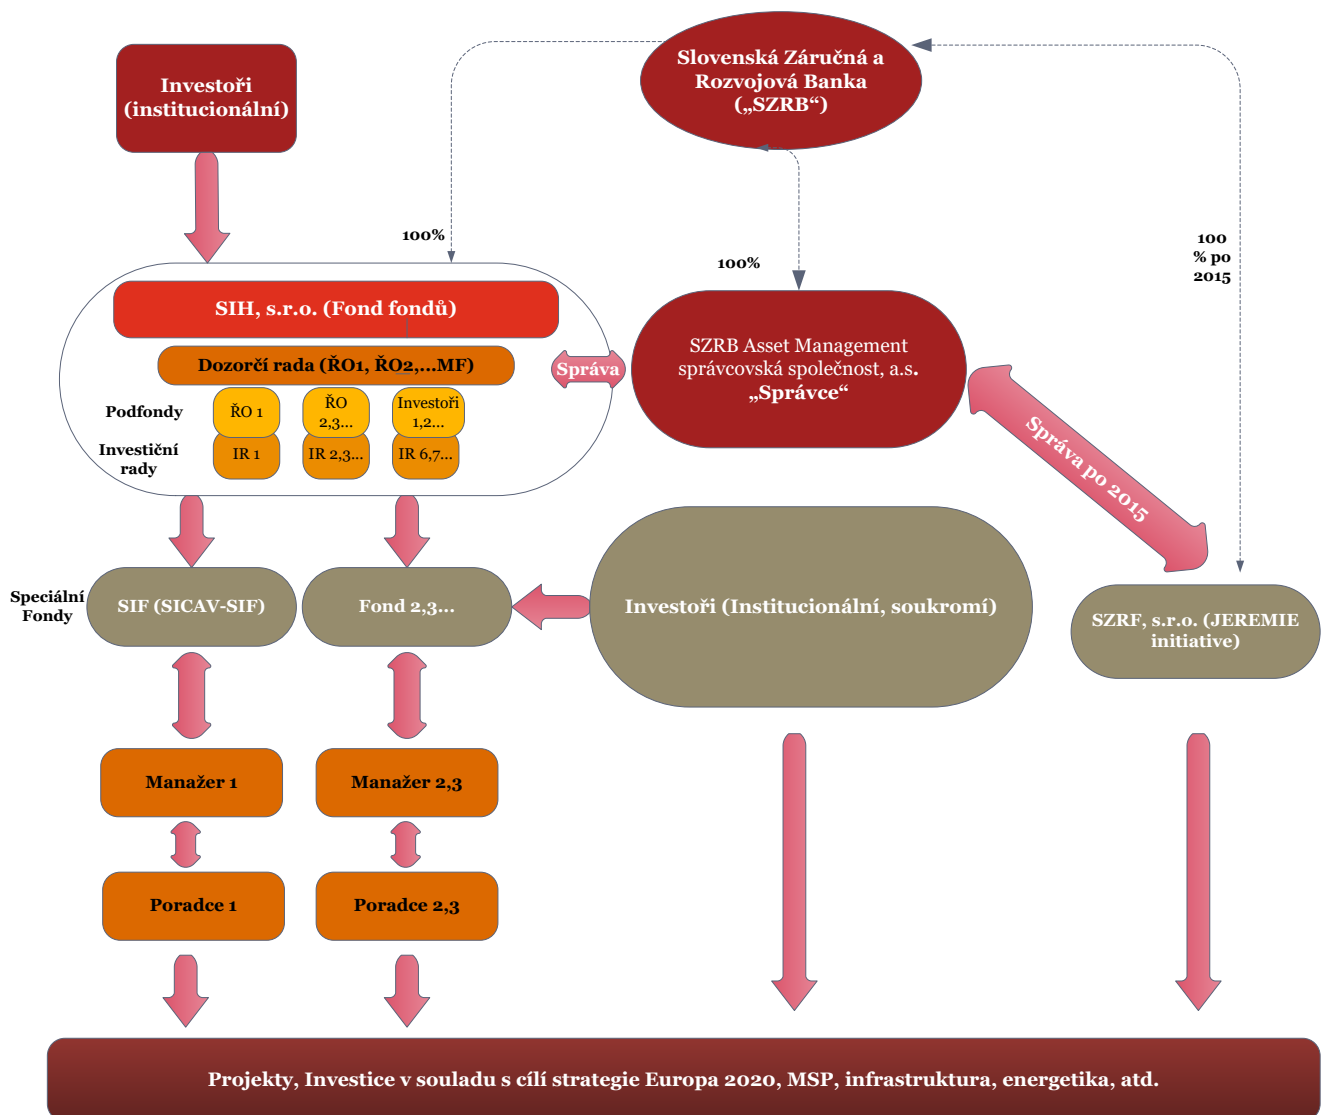 Investoři
(institucionální)
Slovenská Záručná a
Rozvojová Banka
(„SZRB“)
100%
100%
100
% po
2015
SIH, s.r.o. (Fond fondů)
Dozorčí rada (ŘO1, ŘO2,...MF)
Podfondy
ŘO 1
ŘO
2,3...
Investoři
1,2...
Investiční
rady
IR 1
IR 2,3...
IR 6,7...
Správa
SZRB Asset Management
správcovská společnost, a.s.
„Správce“
Správa po 2015
Speciální
Fondy
SIF (SICAV-SIF)
Fond 2,3...
Investoři (Institucionální, soukromí)
SZRF, s.r.o. (JEREMIE
initiative)
Manažer 1
Manažer 2,3
Poradce 1
Poradce 2,3
Projekty, Investice v souladu s cílí strategie Europa 2020, MSP, infrastruktura, energetika, atd.